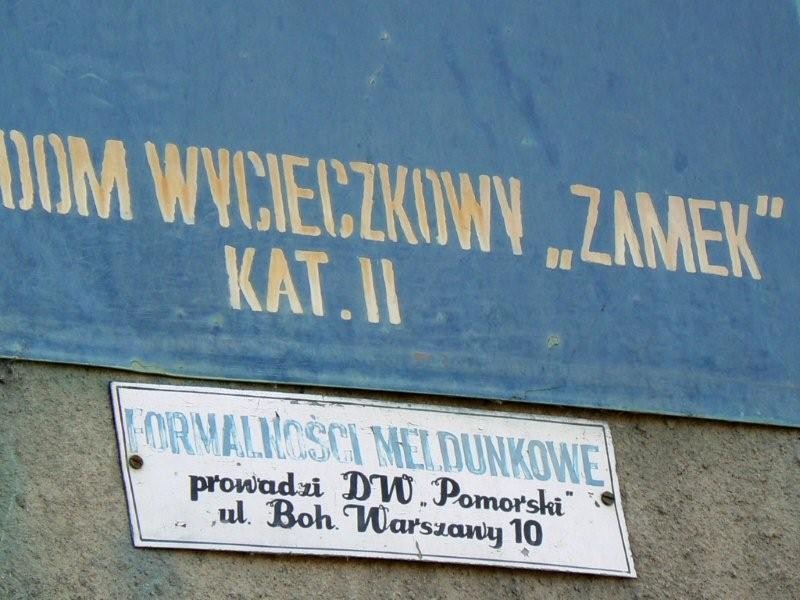 DOM WYCIECZKOWY „ZAMEK”
KAT. II
FORMALNOŚCI MELDUNKOWE
prowadzi DW „Pomorski”
ul. Boh. Warszawy 10